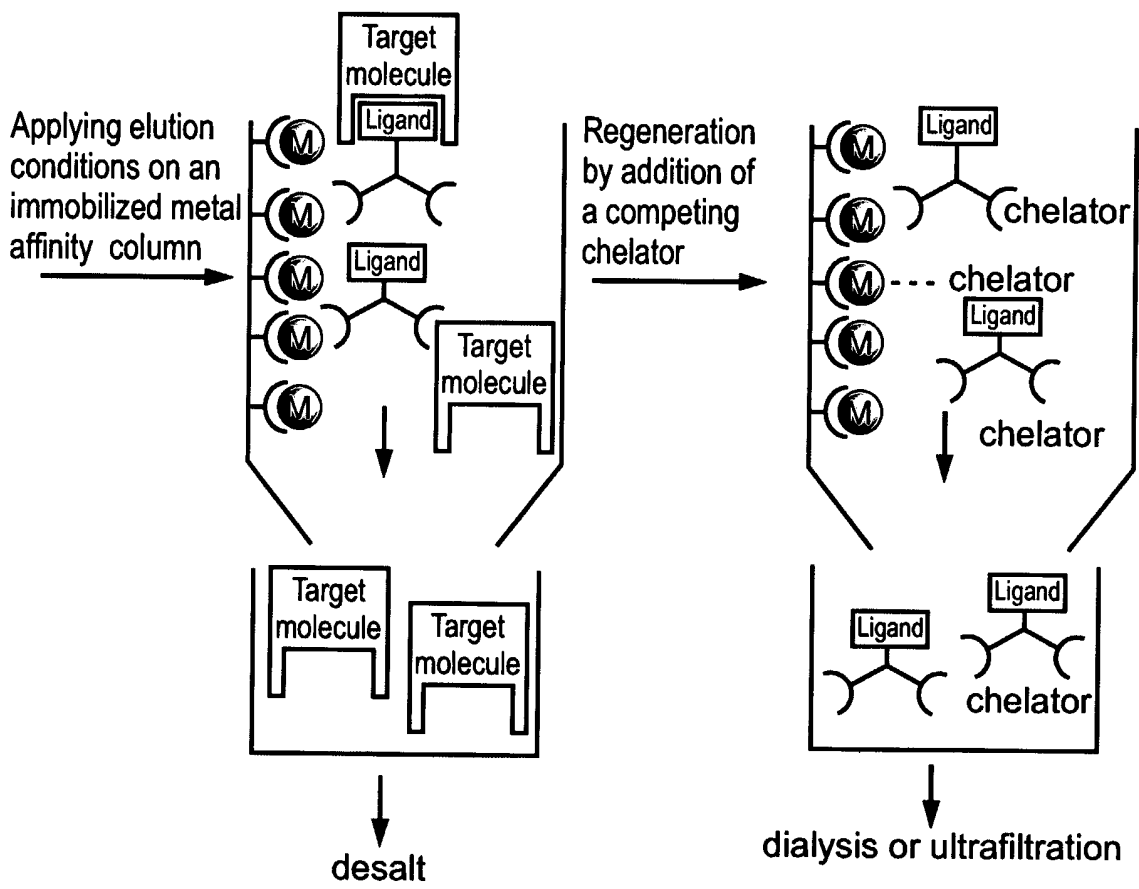 Applying elution
conditions on an
immobilized metal
affinity column
Target
molecule
Ligand
M
M
M
M
M
Ligand
Target
molecule
Regeneration
by addition of
a competing
chelator
M
M
M
M
M
Ligand
chelator
chelator
Ligand
chelator
Target
molecule
Target
molecule
desalt
Ligand
Ligand
chelator
dialysis or ultrafiltration